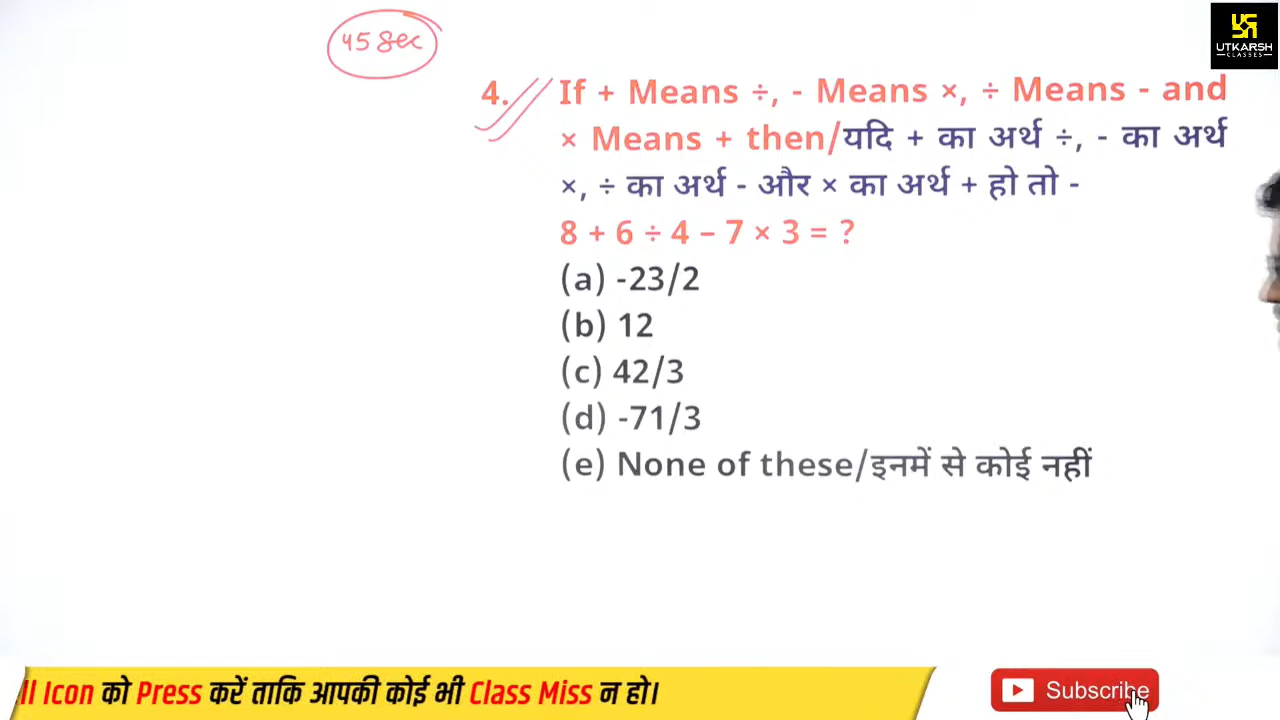 45 Sec
UTKARSH
CLASSES
4. If + Means ÷, - Means ×, ÷ Means - and
× Means + then/यदि + का अर्थ ÷, - का अर्थ
×, ÷ का अर्थ - और × का अर्थ + हो तो -
8 + 6 ÷ 4 – 7 × 3 = ?
(a) -23/2
(b) 12
(c) 42/3
(d) -71/3
(e) None of these/इनमें से कोई नहीं
Icon को Press करें ताकि आपकी कोई भी Class Miss न हो।
Subscribe